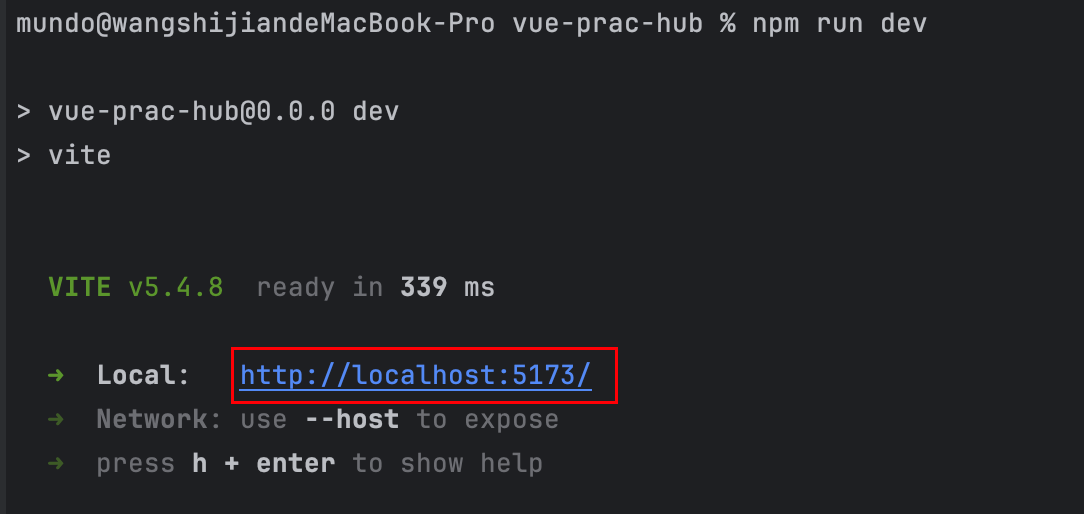 mundo@wangshijiandeMacBook-Pro vue-prac-hub % npm run dev
> vue-prac-hub@0.0.0 dev
> vite
VITE v5.4.8 ready in 339 ms
➜ Local: http://localhost:5173/
➜ Network: use --host to expose
➜ press h + enter to show help